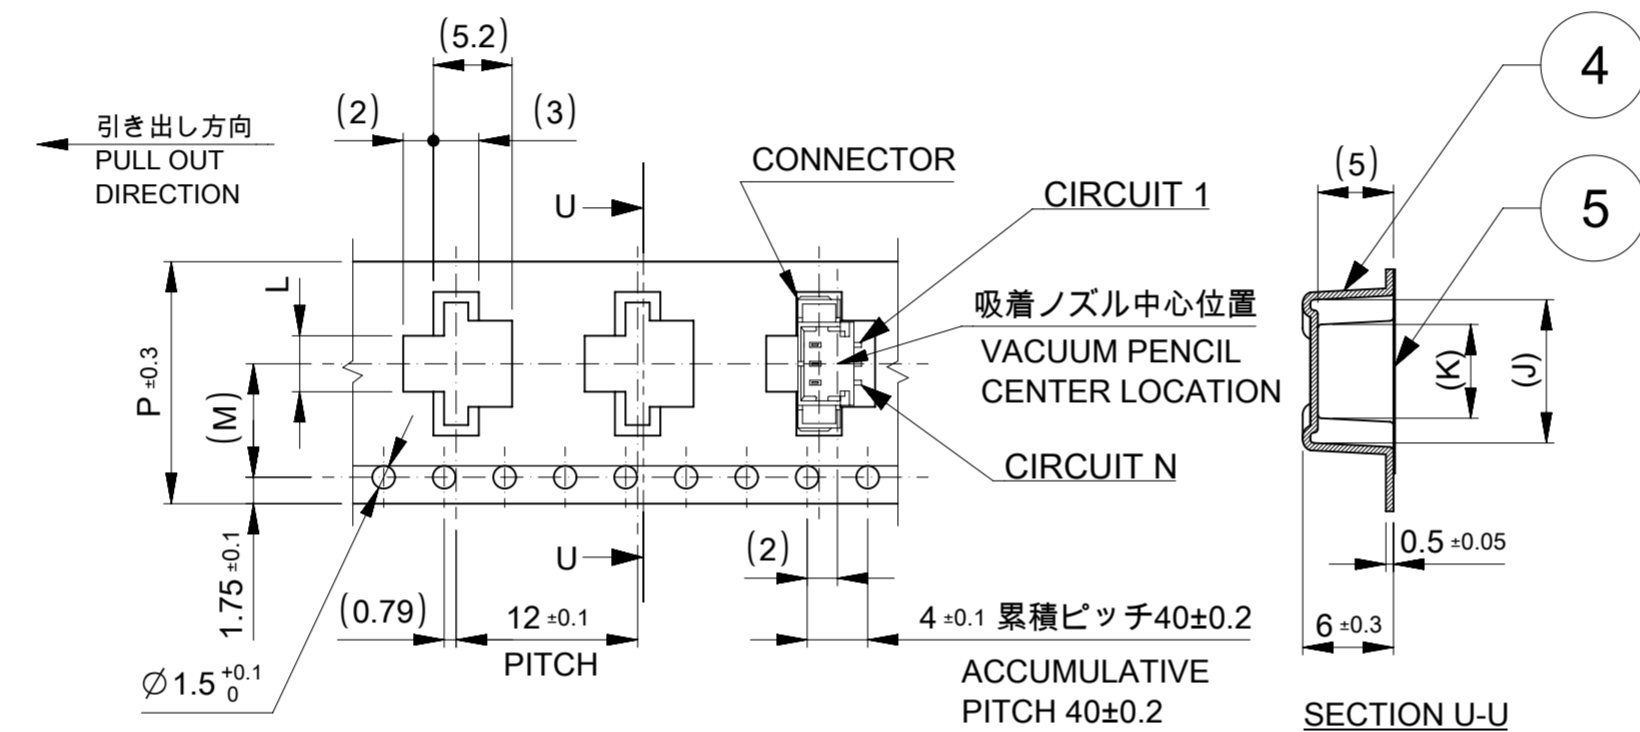 (5.2)
(2)
(3)
引き出し方向
PULL OUT
DIRECTION
CONNECTOR
U
CIRCUIT 1
4
(5)
5
L
P ±0.3
(M)
吸着ノズル中心位置
VACUUM PENCIL
CENTER LOCATION
(K)
(J)
CIRCUIT N
1.75 ±0.1
U
(2)
0.5 ±0.05
(0.79)
12 ±0.1
PITCH
4 ±0.1 累積ピッチ40±0.2
ACCUMULATIVE
PITCH 40±0.2
6 ±0.3
∅1.5 +0.1 0
SECTION U-U